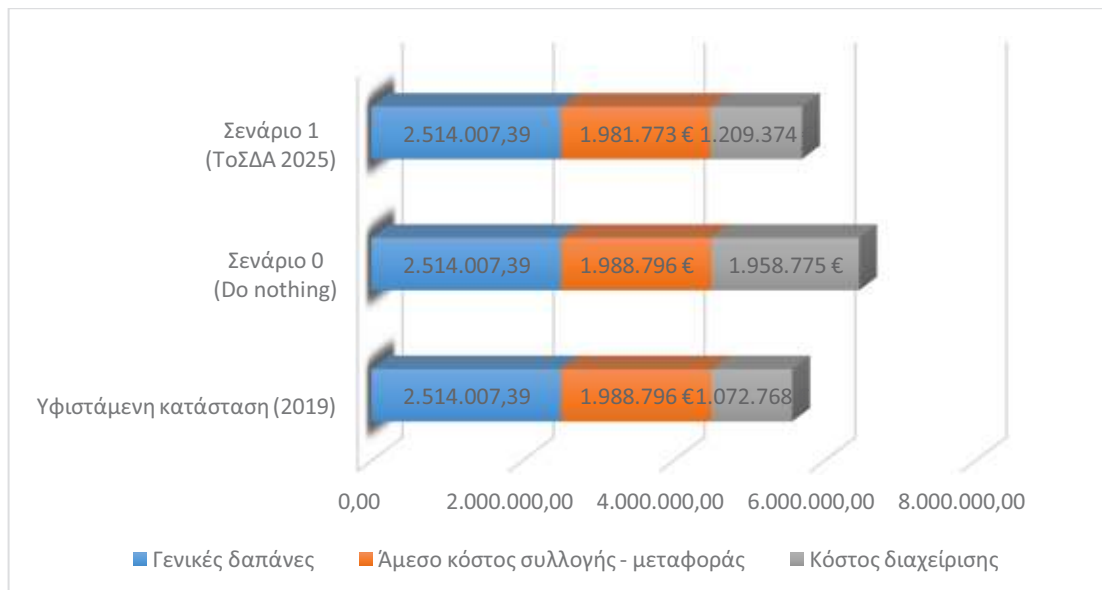 Σενάριο 1
(ΤοΣΔΑ 2025)
2.514.007,39
1.981.773 €
1.209.374
Σενάριο 0
(Do nothing)
2.514.007,39
1.988.796 €
1.958.775 €
Υφιστάμενη κατάσταση (2019)
2.514.007,39
1.988.796 €
1.072.768
0,00
2.000.000,00
4.000.000,00
6.000.000,00
8.000.000,00
Γενικές δαπάνες
Άμεσο κόστος συλλογής - μεταφοράς
Κόστος διαχείρισης